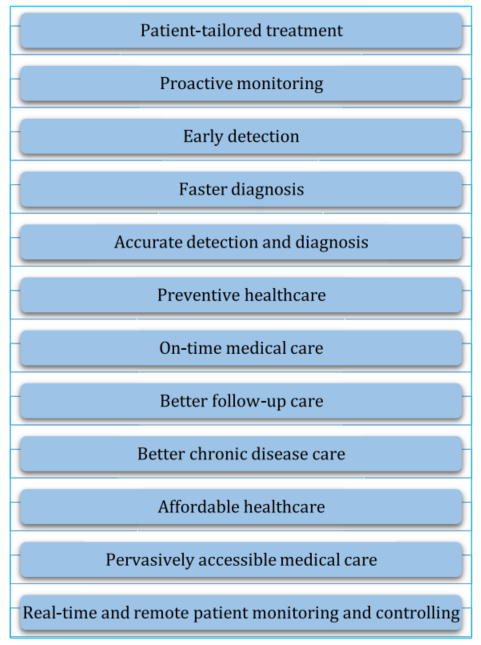 Patient-tailored treatment
Proactive monitoring
Early detection
Faster diagnosis
Accurate detection and diagnosis
Preventive healthcare
On-time medical care
Better follow-up care
Better chronic disease care
Affordable healthcare
Pervasively accessible medical care
Real-time and remote patient monitoring and controlling